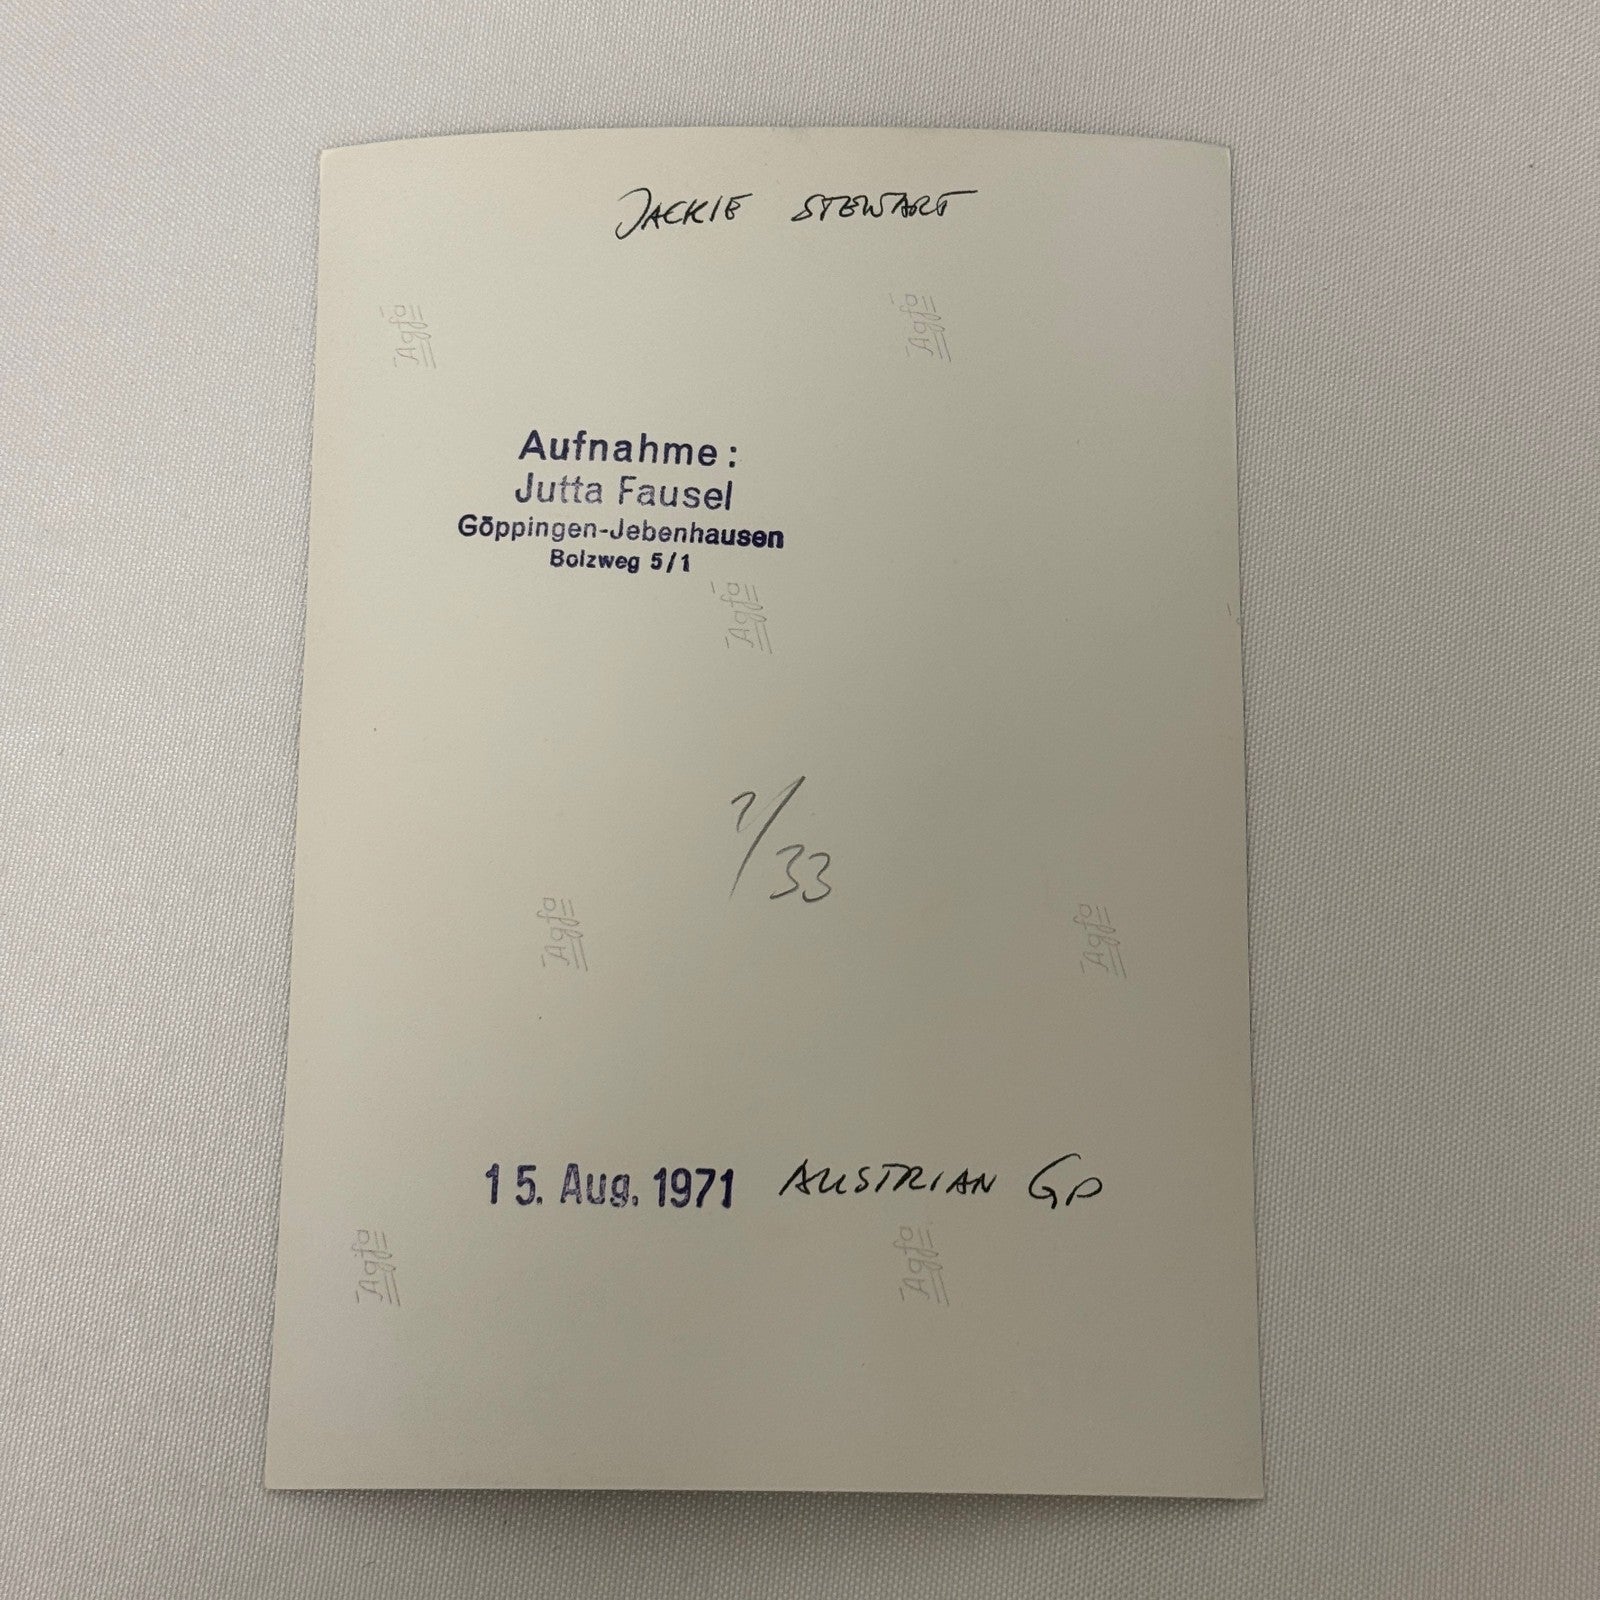 JACKIE STEWART
Agfa
Agfa
Aufnahme:
Jutta Fausel
Göppingen-Jebenhausen
Bolzweg 5/1
Agfa
/33
Agfa
Agfa
15. Aug. 1971 AUSTRIAN GP
Agfa
Agfa